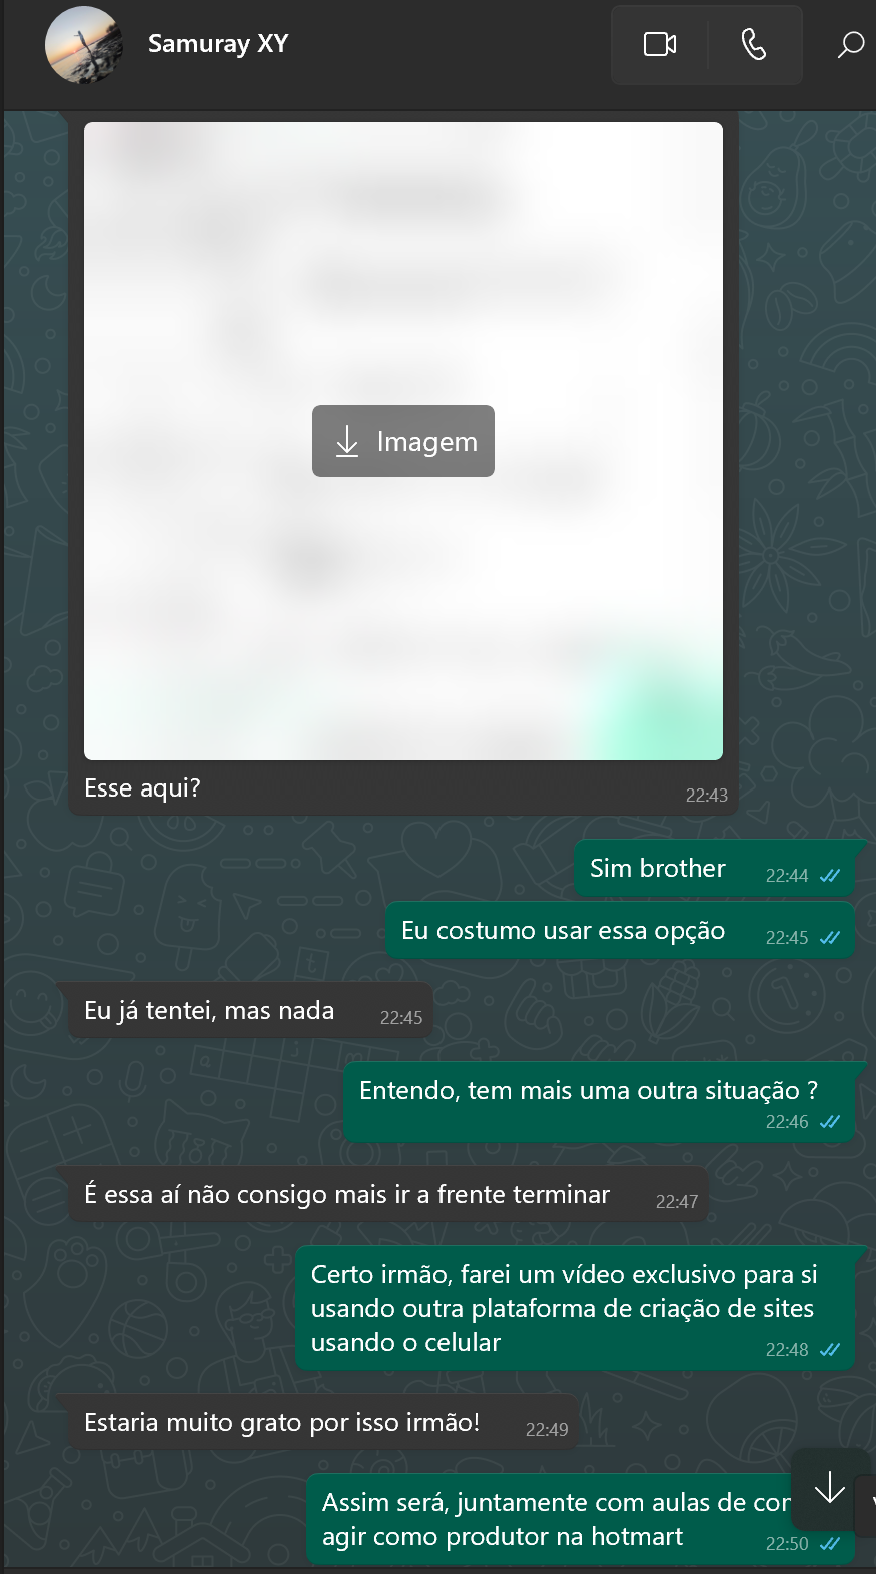 Samuray XY
Imagem
Esse aqui?
22:43
Sim brother
22:44
Eu costumo usar essa opção
22:45
Eu já tentei, mas nada
22:45
Entendo, tem mais uma outra situação ?
22:46
É essa aí não consigo mais ir a frente terminar
22:47
Certo irmão, farei um vídeo exclusivo para si
usando outra plataforma de criação de sites
usando o celular
22:48
Estaria muito grato por isso irmão!
22:49
Assim será, juntamente com aulas de
agir como produtor na hotmart
22:50